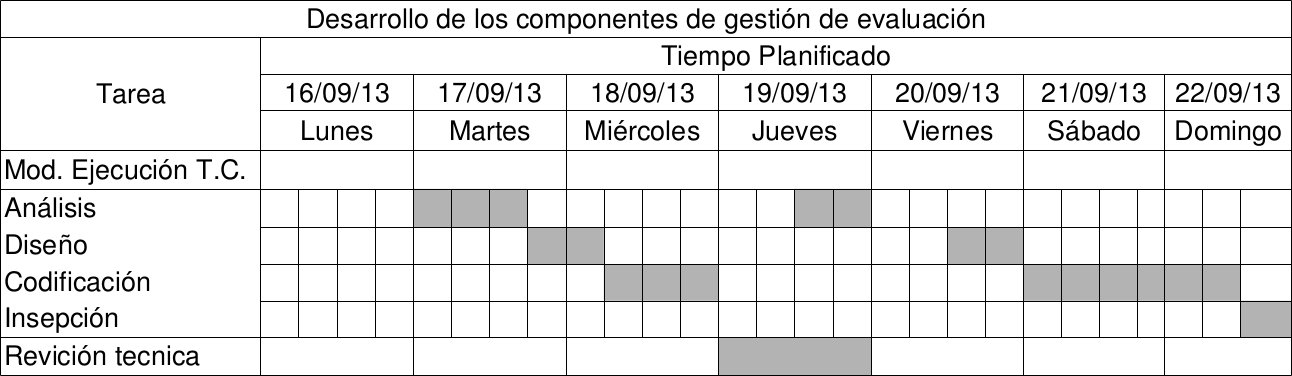 Desarrollo de los componentes de gestión de evaluación
Tiempo Planificado
Tarea
16/09/13 17/09/13 18/09/13 19/09/13 20/09/13 21/09/13 22/09/13
Lunes Martes Miércoles Jueves Viernes Sábado Domingo
Mod. Ejecución T.C.
Análisis
Diseño
Codificación
Insepción
Revición tecnica